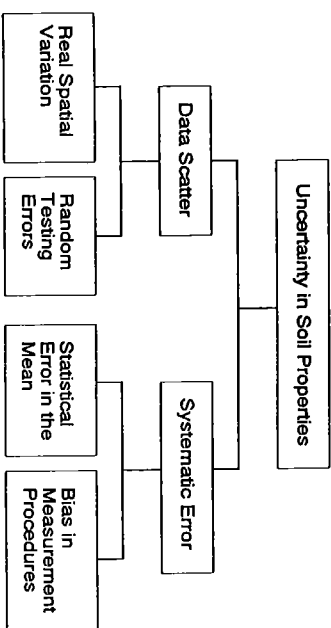 Uncertainty in Soil Properties
Data Scatter
Systematic Error
Real Spatial
Variation
Random
Testing
Errors
Statistical
Error in the
Mean
Bias in
Measurement
Procedures